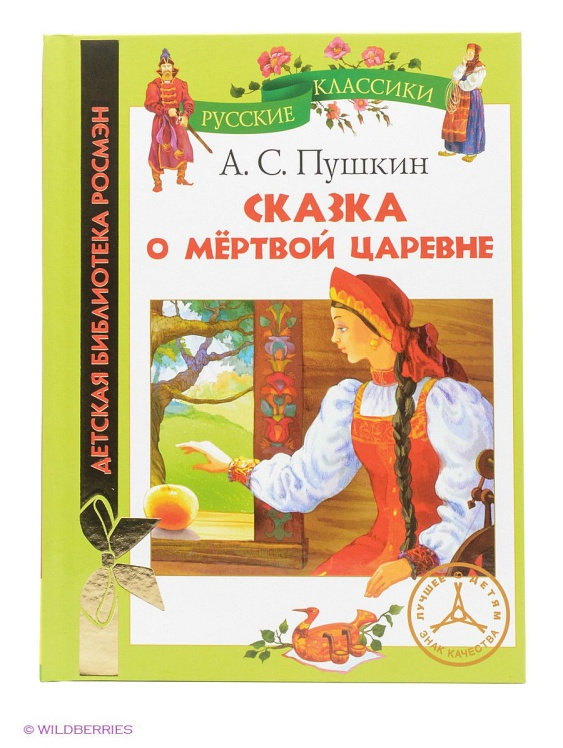 РУССКИЕ КЛАССИКИ
А. С. Пушкин
СКАЗКА
О МЁРТВОЙ ЦАРЕВНЕ
ДЕТСКАЯ БИБЛИОТЕКА РОСМЭН
ЛУЧШЕЕ ДЕТЯМ
ЗНАК КАЧЕСТВА
© WILDBERRIES